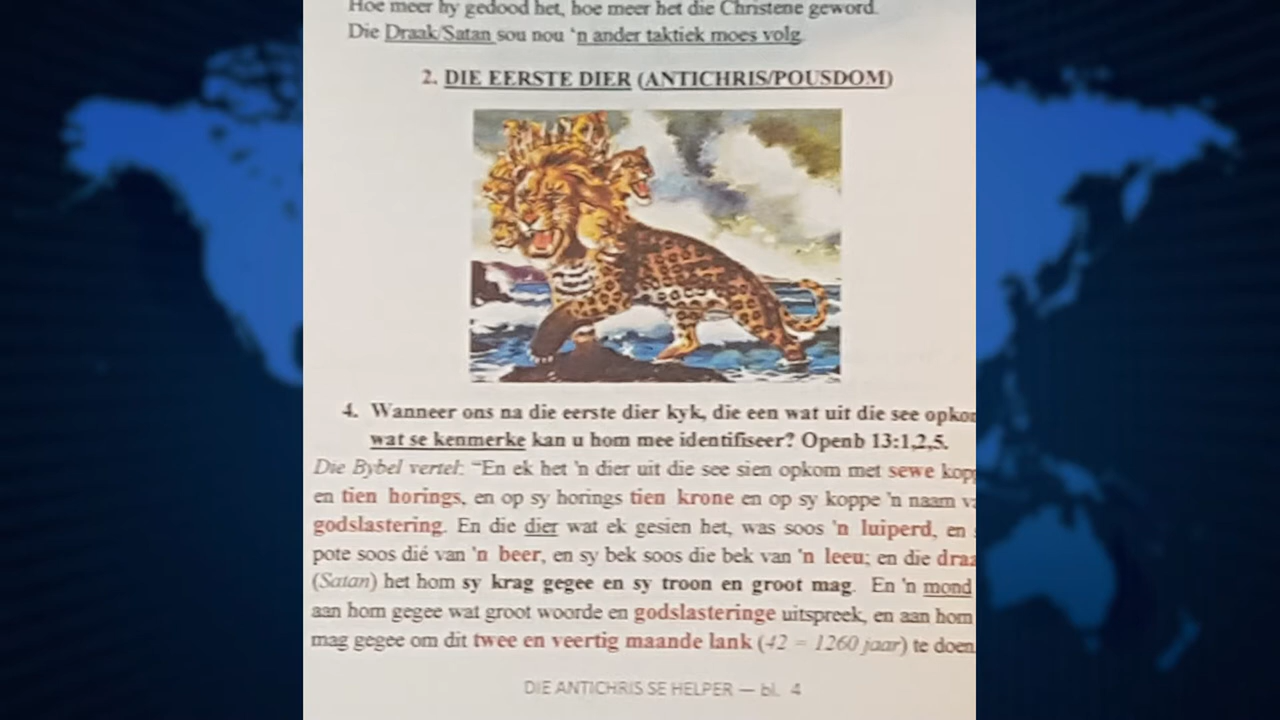 Hoe meer hy gedood het, hoe meer het die Christene geword.
Die Draak/Satan sou nou 'n ander taktiek moes volg.
2. DIE EERSTE DIER (ANTICHRIS/POUSDOM)
4. Wanneer ons na die eerste dier kyk, die een wat uit die see
wat se kenmerke kan u hom mee identifiseer? Openb 13:1,2,5.
Die Bybel vertel: "En ek het 'n dier uit die see sien opkom met sewe
en tien horings, en op sy horings tien krone en op sy koppe 'n naam
godslastering. En die dier wat ek gesien het, was soos 'n luiperd, en
pote soos dié van 'n beer, en sy bek soos die bek van 'n leeu; en die
(Satan) het hom sy krag gegee en sy troon en groot mag. En 'n mond
aan hom gegee wat groot woorde en godslasteringe uitspreek, en aan hom
mag gegee om dit twee en veertig maande lank (42 = 1260 jaar) te doen
DIE ANTICHRIS SE HELPER — bl. 4